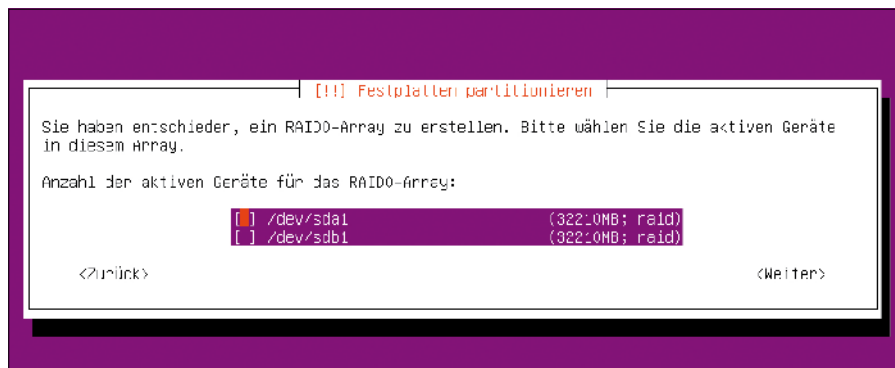 [!!] Festplatten partitionieren
Sie haben entschieden, ein RAID0-Array zu erstellen. Bitte wählen Sie die aktiven Geräte
in diesem Array.
Anzahl der aktiven Geräte für das RAID0-Array:
[ ] /dev/sda1 (32210MB; raid)
[ ] /dev/sdb1 (32210MB; raid)
<Zurück> <Weiter>